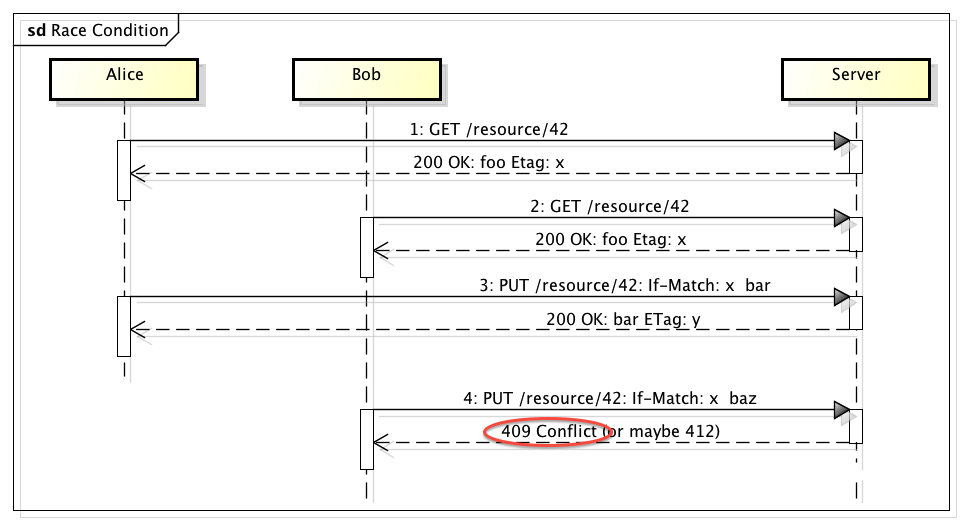 sd Race Condition
Alice
Bob
Server
1: GET /resource/42
200 OK: foo Etag: x
2: GET /resource/42
200 OK: foo Etag: x
3: PUT /resource/42: If-Match: x  bar
200 OK: bar ETag: y
4: PUT /resource/42: If-Match: x  baz
409 Conflict (or maybe 412)